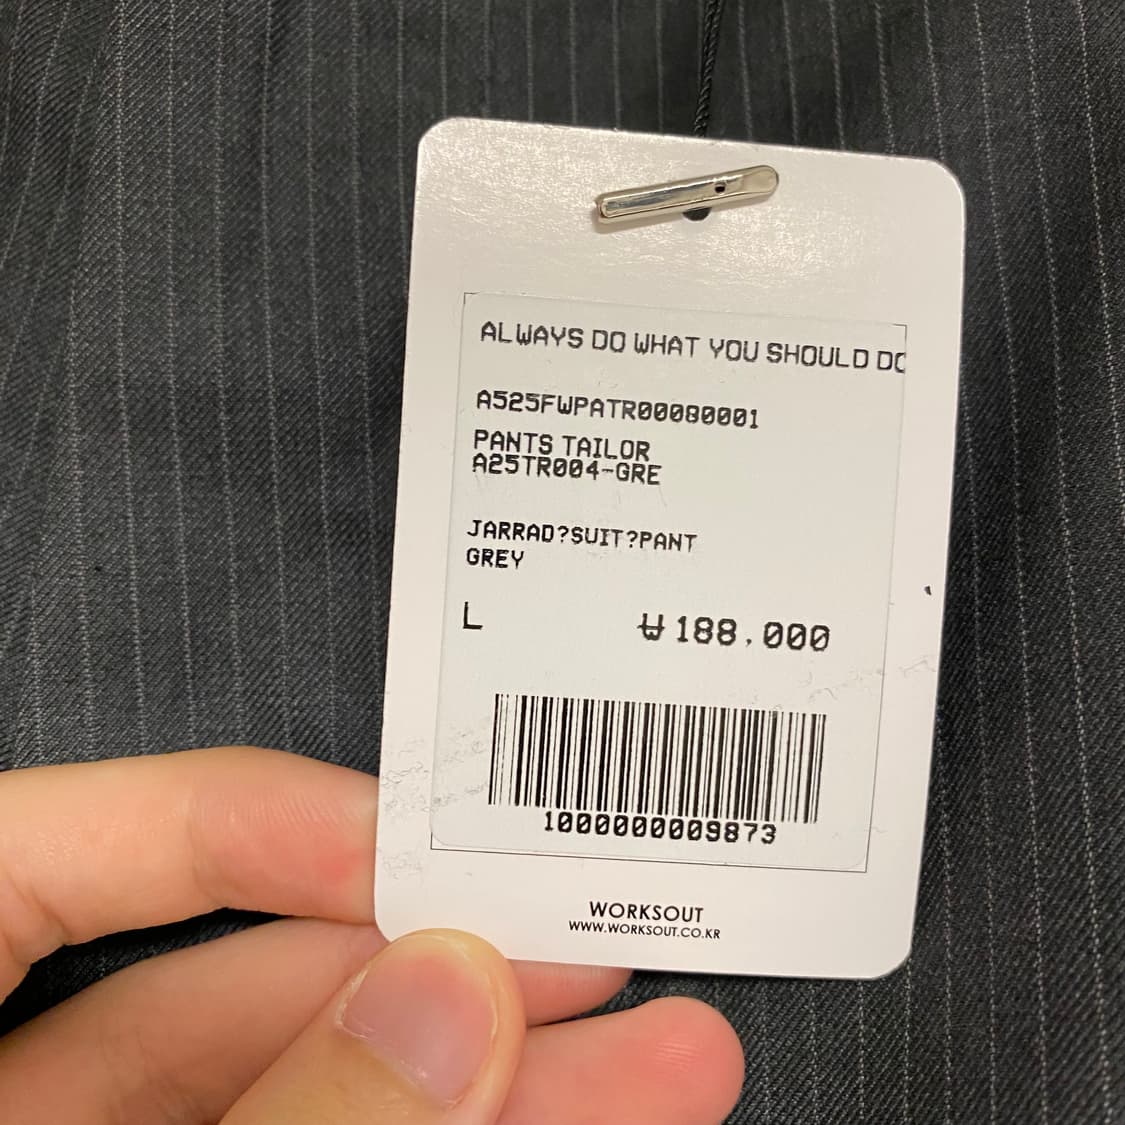 ALWAYS DO WHAT YOU SHOULD DO
A525FWPATR00080001
PANTS TAILOR
A25TR004-GRE
JARRAD?SUIT?PANT
GREY
L ₩188,000
1000000009873
WORKSOUT
WWW.WORKSOUT.CO.KR